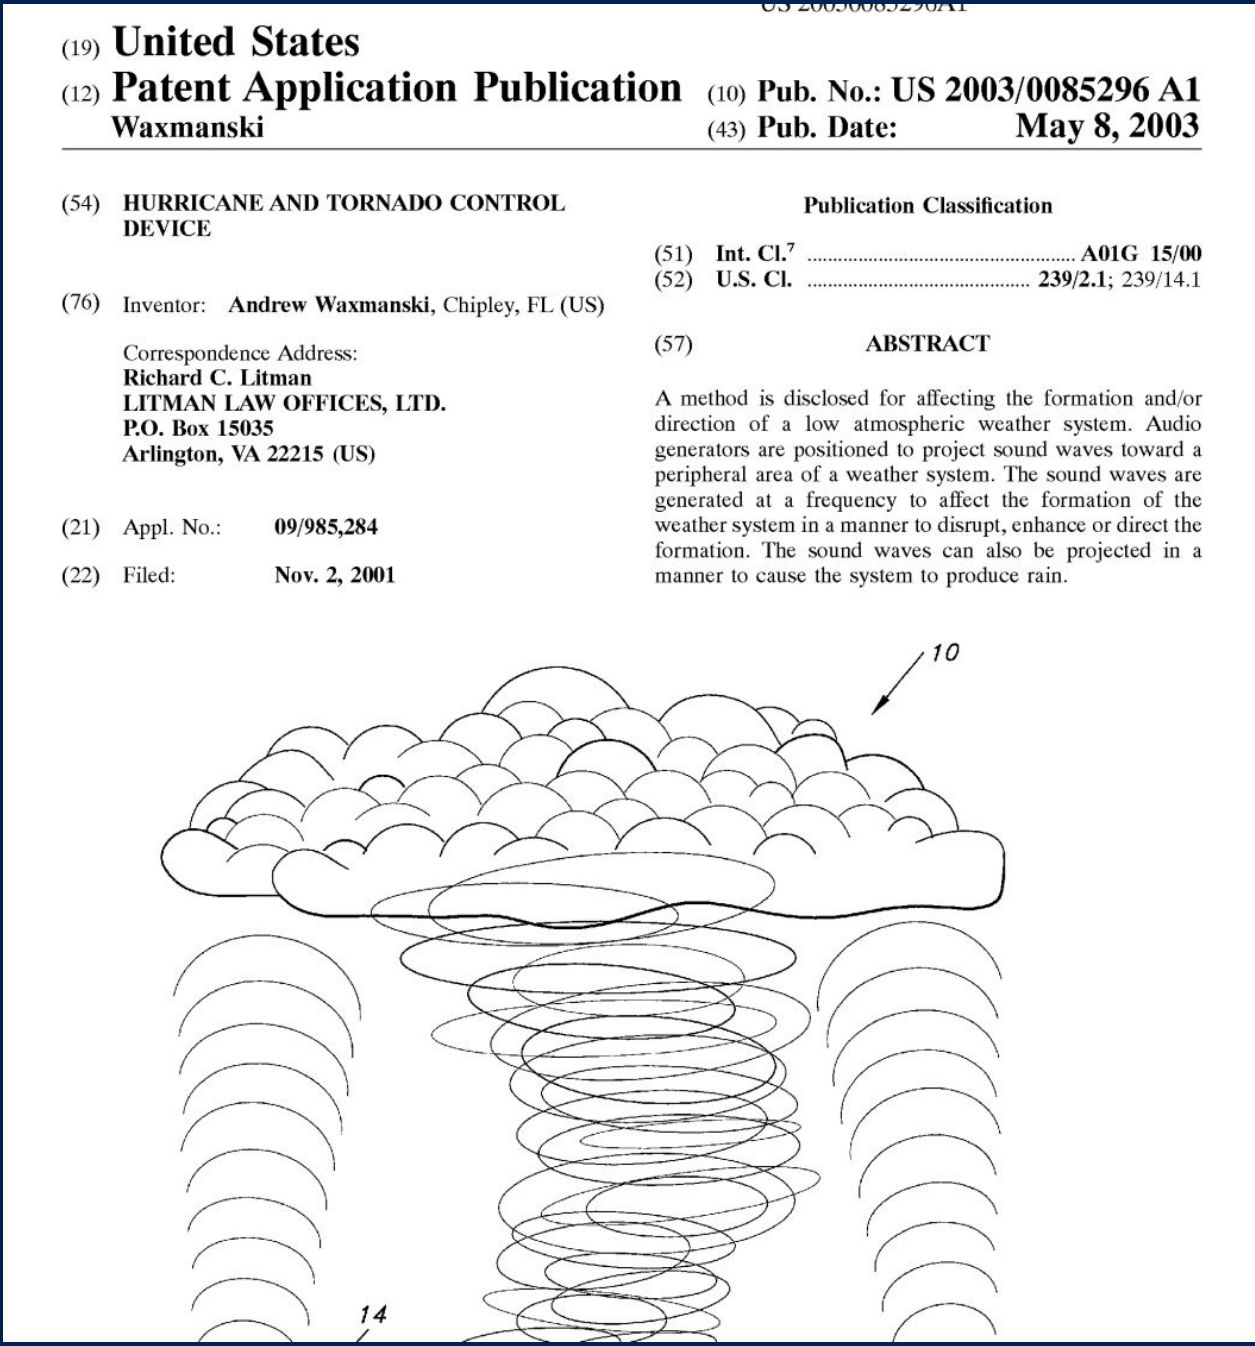 (19) United States
(12) Patent Application Publication
Waxmanski
(10) Pub. No.: US 2003/0085296 A1
(43) Pub. Date: May 8, 2003
(54) HURRICANE AND TORNADO CONTROL
DEVICE
(76) Inventor: Andrew Waxmanski, Chipley, FL (US)
Correspondence Address:
Richard C. Litman
LITMAN LAW OFFICES, LTD.
P.O. Box 15035
Arlington, VA 22215 (US)
(21) Appl. No.: 09/985,284
(22) Filed: Nov. 2, 2001
Publication Classification
(51) Int. Cl.7 .................................................... A01G 15/00
(52) U.S. Cl. ........................................... 239/2.1; 239/14.1
(57) ABSTRACT
A method is disclosed for affecting the formation and/or
direction of a low atmospheric weather system. Audio
generators are positioned to project sound waves toward a
peripheral area of a weather system. The sound waves are
generated at a frequency to affect the formation of the
weather system in a manner to disrupt, enhance or direct the
formation. The sound waves can also be projected in a
manner to cause the system to produce rain.
10
14